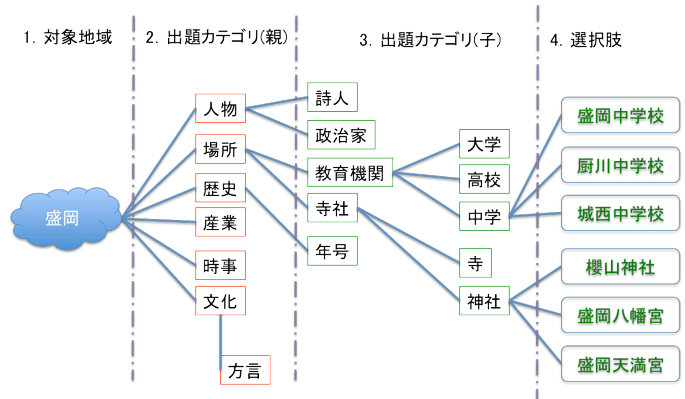 1. 対象地域
2. 出題カテゴリ(親)
3. 出題カテゴリ(子)
4. 選択肢
盛岡
人物
場所
歴史
産業
時事
文化
方言
詩人
政治家
教育機関
寺社
年号
大学
高校
中学
寺
神社
盛岡中学校
厨川中学校
城西中学校
櫻山神社
盛岡八幡宮
盛岡天満宮